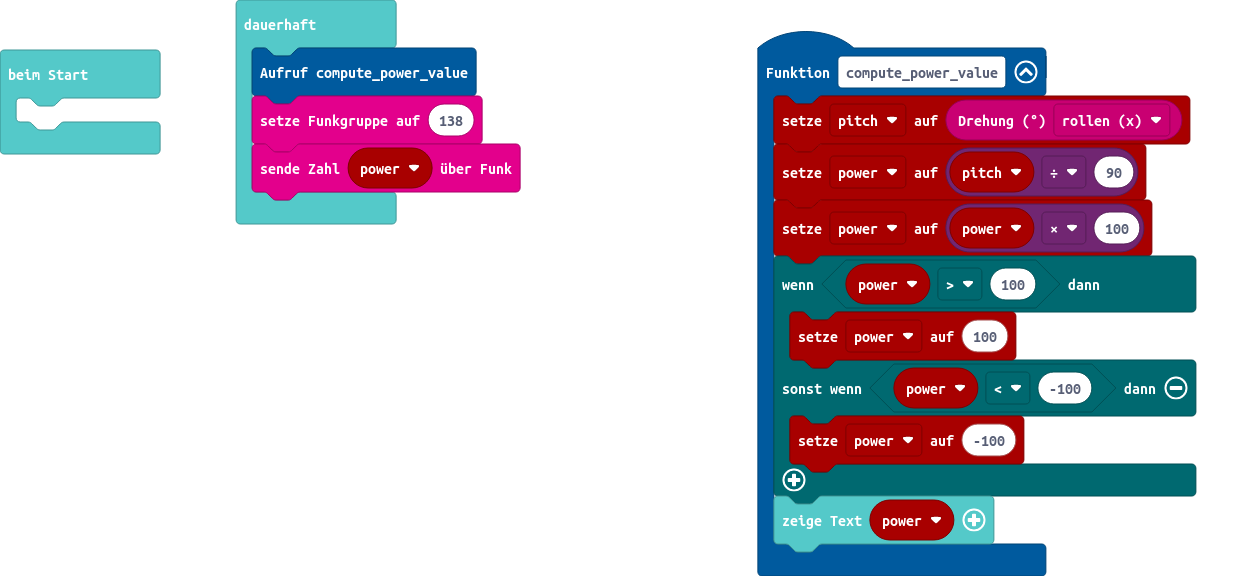 beim Start
dauerhaft
Aufruf compute_power_value
setze Funkgruppe auf 138
sende Zahl power über Funk
Funktion compute_power_value
setze pitch auf Drehung (°) rollen (x)
setze power auf pitch ÷ 90
setze power auf power × 100
wenn power > 100 dann
setze power auf 100
sonst wenn power < -100 dann
setze power auf -100
zeige Text power